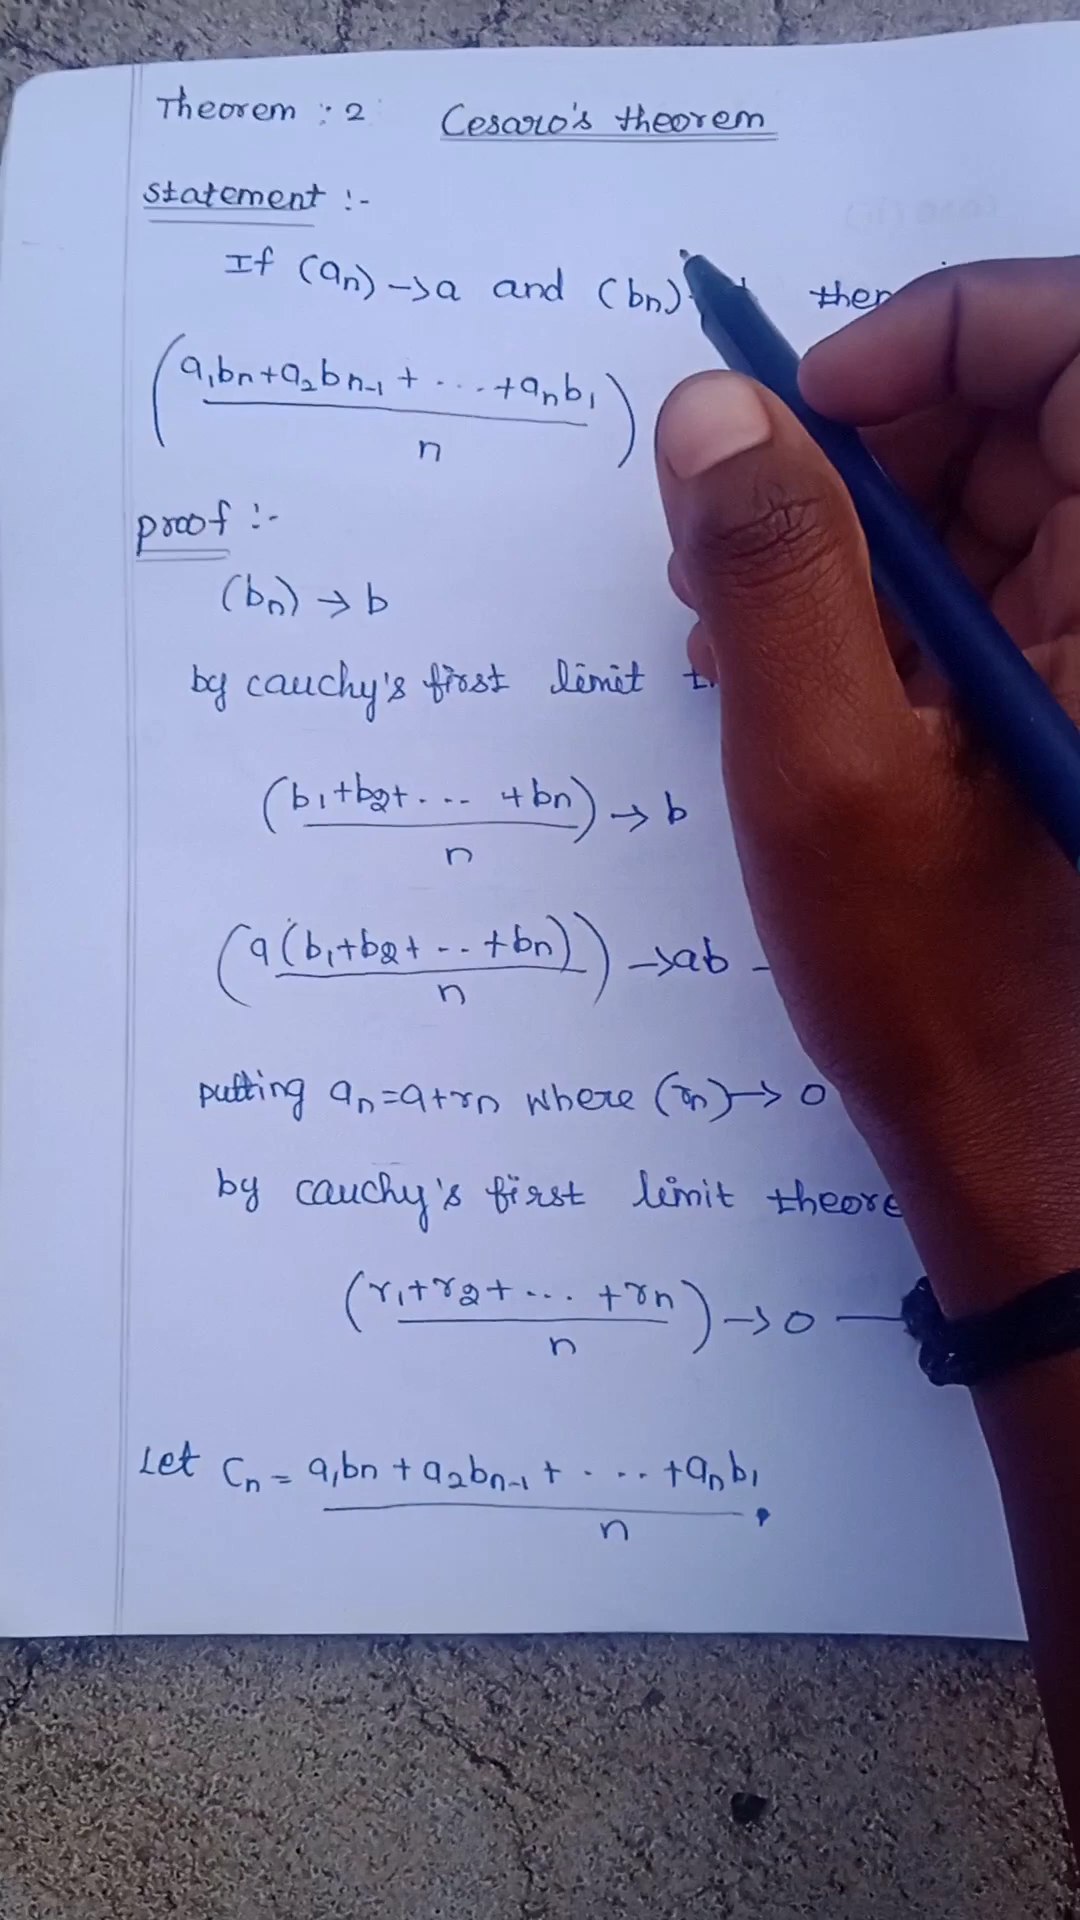 Theorem : 2 Cesaro's theorem
Statement :-
If (an) → a and (bn) then
(a1bn + a2bn-1 + .... + anb1 / n)
proof :-
(bn) → b
by cauchy's first limit
(b1 + b2 + .... + bn / n) → b
(a (b1 + b2 + .. + bn) / n) → ab -
putting an = a + rn where (rn) → 0
by cauchy's first limit
(r1 + r2 + .... + rn / n) → 0 —
Let Cn = a1bn + a2bn-1 + .... + anb1 / n